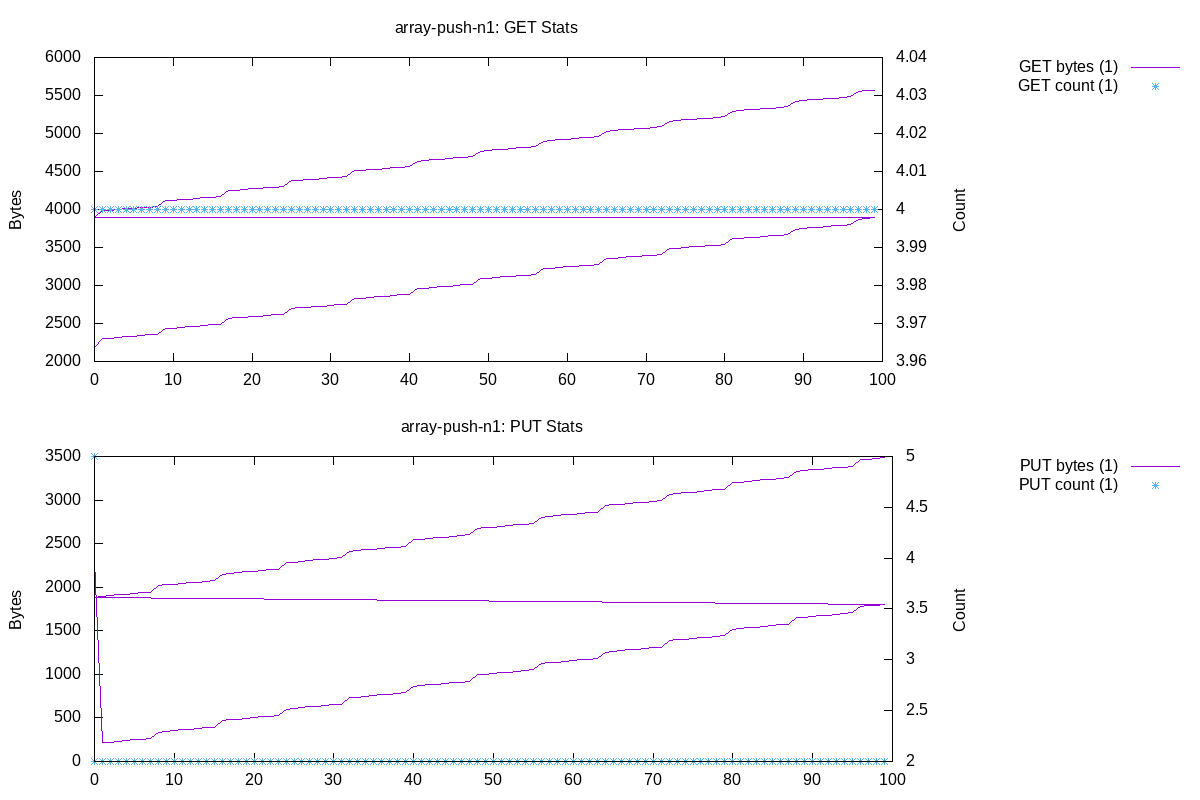 array-push-n1: GET Stats
6000
5500
5000
4500
4000
3500
3000
2500
2000
Bytes
4.04
4.03
4.02
4.01
4
3.99
3.98
3.97
3.96
Count
0 10 20 30 40 50 60 70 80 90 100
GET bytes (1)
GET count (1)
array-push-n1: PUT Stats
3500
3000
2500
2000
1500
1000
500
0
Bytes
5
4.5
4
3.5
3
2.5
2
Count
0 10 20 30 40 50 60 70 80 90 100
PUT bytes (1)
PUT count (1)